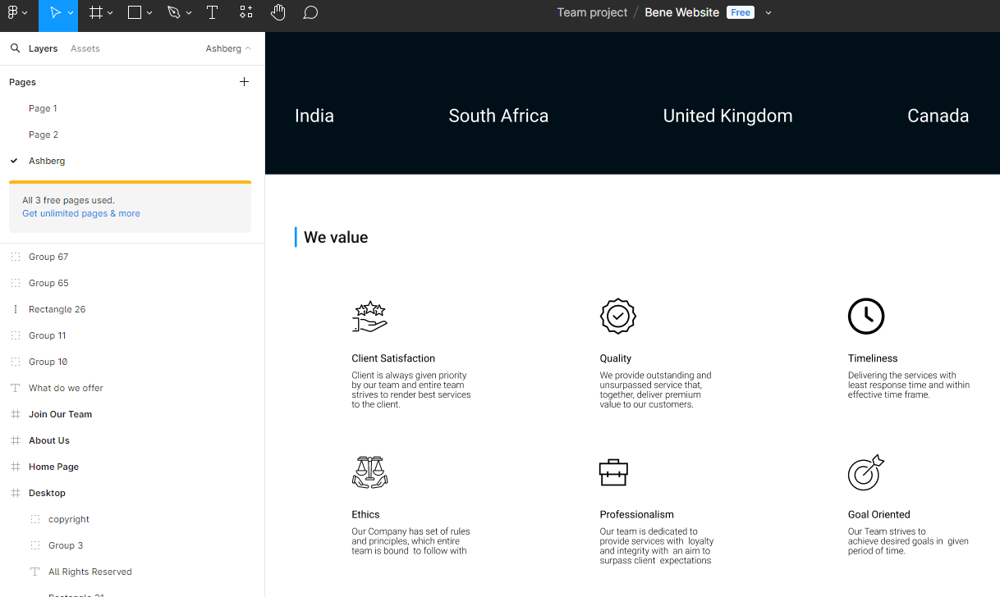 Team project / Bene Website Free
Layers Assets Ashberg
Pages
Page 1
Page 2
Ashberg
All 3 free pages used.
Get unlimited pages & more
Group 67
Group 65
Rectangle 26
Group 11
Group 10
What do we offer
Join Our Team
About Us
Home Page
Desktop
copyright
Group 3
All Rights Reserved
India South Africa United Kingdom Canada
We value
Client Satisfaction
Client is always given priority
by our team and entire team
strives to render best services
to the client.
Quality
We provide outstanding and
unsurpassed service that,
together, deliver premium
value to our customers.
Timeliness
Delivering the services with
least response time and within
effective time frame.
Ethics
Our Company has set of rules
and principles, which entire
team is bound  to follow with
Professionalism
Our team is dedicated to
provide services with  loyalty
and integrity with  an aim to
surpass client  expectations
Goal Oriented
Our Team strives to
achieve desired goals in  given
period of time.